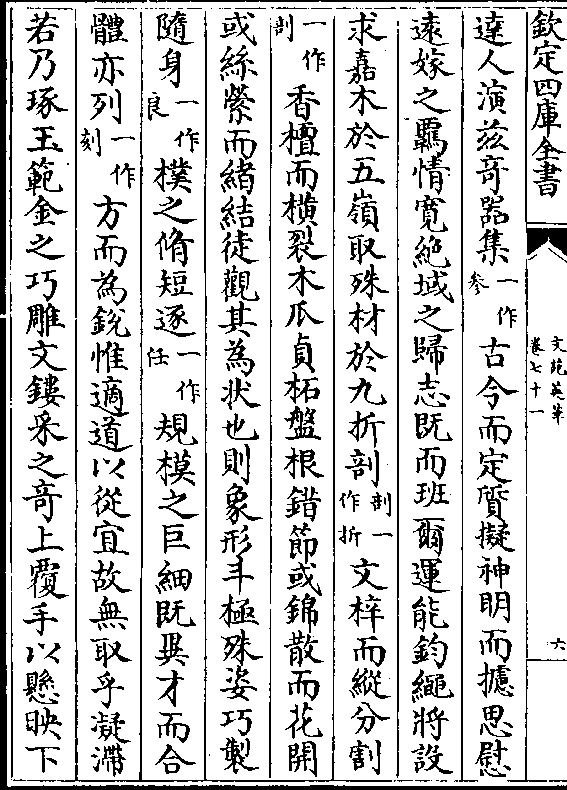 欽定四庫全書
文苑英華
卷七十一
六
達人演兹竒器集一作叅古今而定質擬神明而攄思慰
遠嫁之羈情寛絶域之歸志既而班爾運能鈞繩將設
求嘉木於五嶺取殊材於九折剖剖一作折文梓而縱分割
一作剖香檀而横裂木爪貞柘盤根錯節或錦散而花開
或絲縈而緒結徒觀其為状也則象形斗極殊姿巧製
隨身一作良樸之脩短逐一作任規模之巨細既異才而合
體亦列一作刻方而為鋭惟適道以從宜故無取乎凝滯
若乃琢玉範金之巧雕文鏤采之竒上覆手以懸映下